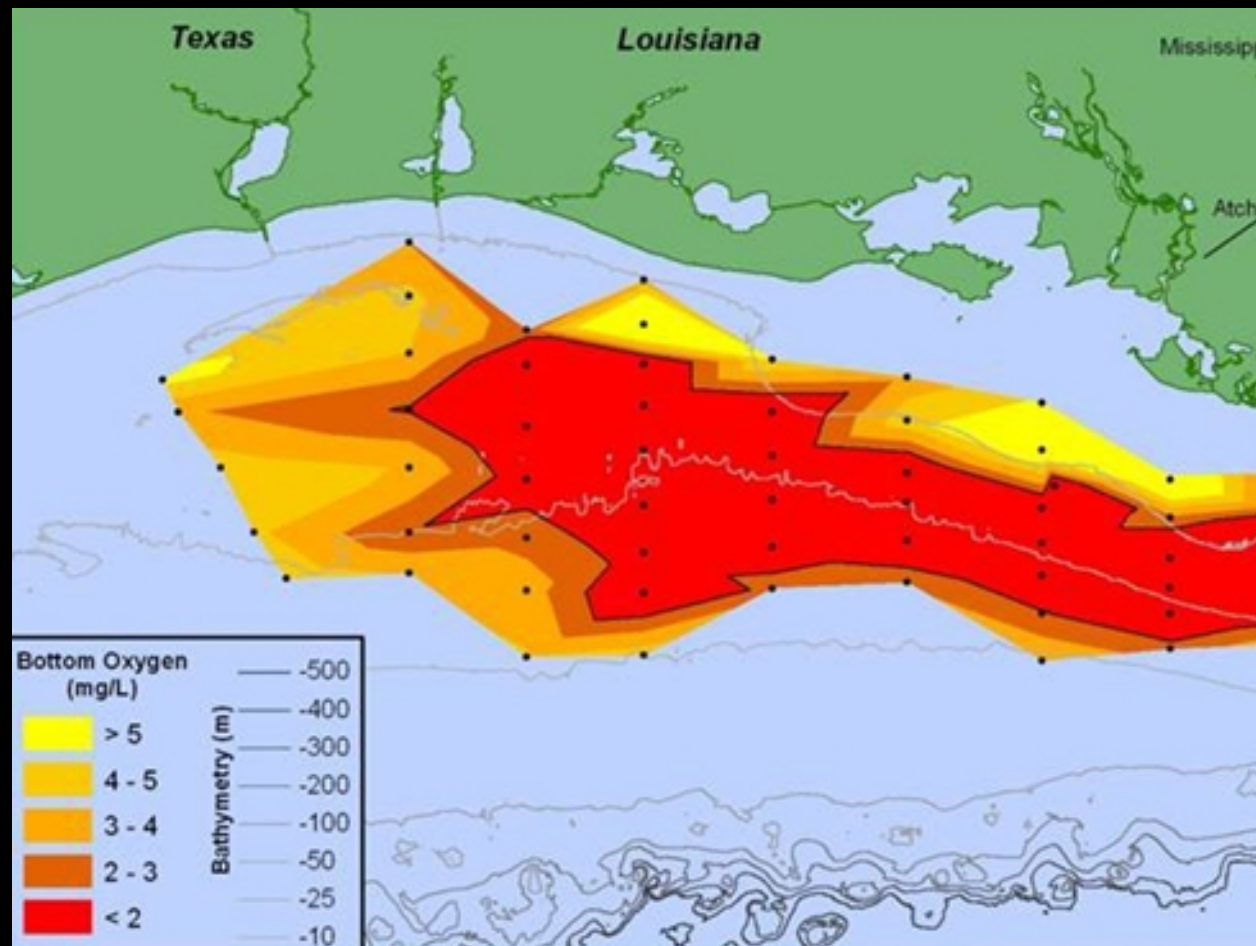 Texas
Louisiana
Mississipp
Atch
Bottom Oxygen
(mg/L)
> 5
4 - 5
3 - 4
2 - 3
< 2
Bathymetry (m)
-500
-400
-300
-200
-100
-50
-25
-10